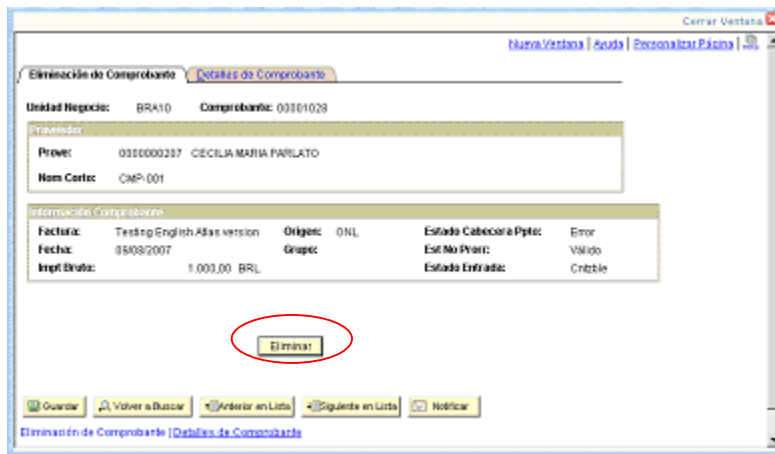 Cerrar Ventana
Nueva Ventana | Ayuda | Personalizar Página |
Eliminación de Comprobante Detalles de Comprobante
Unidad Negocio: BRA10 Comprobante: 00001028
Proveedor
Prove: 0000000207 CECILIA MARIA PARLATO
Nom Corto: CMP-001
Información Comprobante
Factura: Testing English Atlas version Origen: ONL Estado Cabecera Ppto: Error
Fecha: Grupo: Est No Prorr: Válido
Impt Bruto: 1.000,00 BRL Estado Entrada: Cntzble
Eliminar
Guardar Volver a Buscar Anterior en Lista Siguiente en Lista Notificar
Eliminación de Comprobante | Detalles de Comprobante